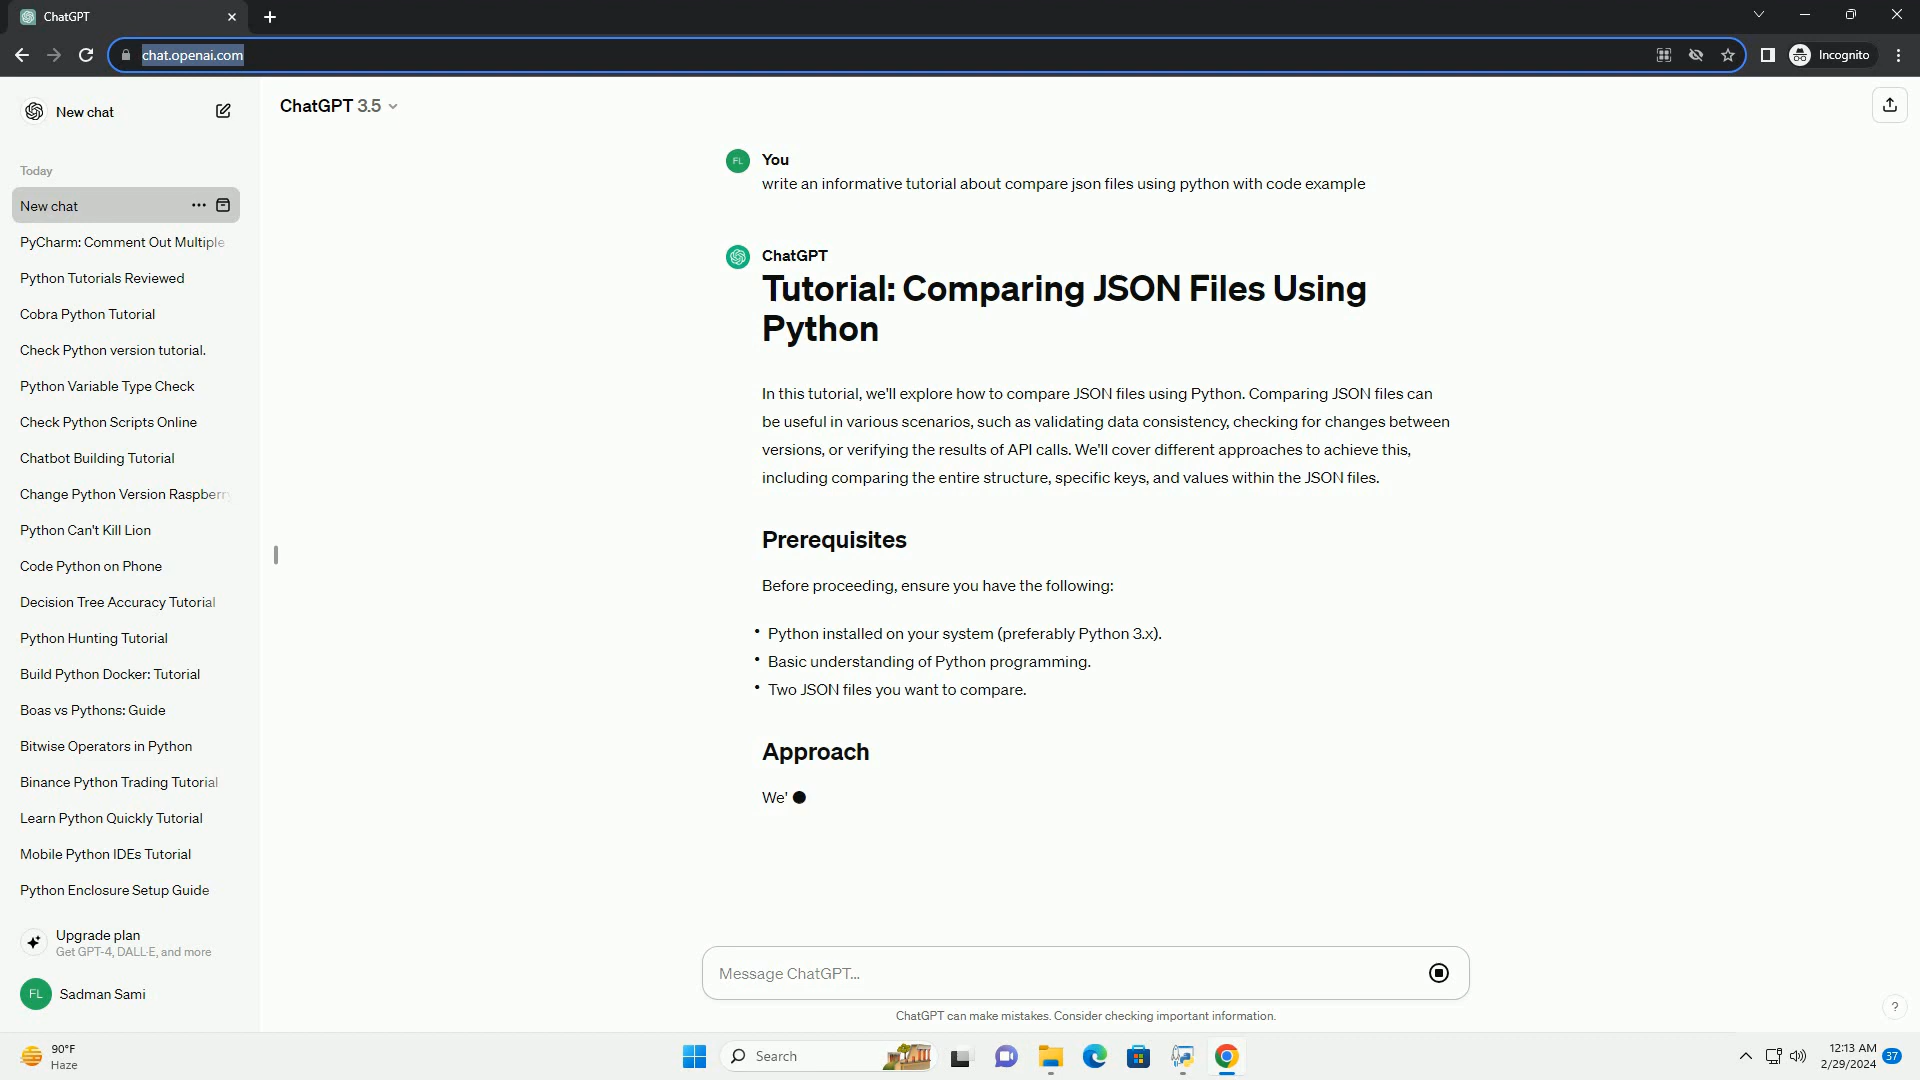 ChatGPT
chat.openai.com
Incognito
New chat
Today
New chat
PyCharm: Comment Out Multiple
Python Tutorials Reviewed
Cobra Python Tutorial
Check Python version tutorial.
Python Variable Type Check
Check Python Scripts Online
Chatbot Building Tutorial
Change Python Version Raspberry
Python Can't Kill Lion
Code Python on Phone
Decision Tree Accuracy Tutorial
Python Hunting Tutorial
Build Python Docker: Tutorial
Boas vs Pythons: Guide
Bitwise Operators in Python
Binance Python Trading Tutorial
Learn Python Quickly Tutorial
Mobile Python IDEs Tutorial
Python Enclosure Setup Guide
Upgrade plan
Get GPT-4, DALL·E, and more
FL Sadman Sami
ChatGPT 3.5
FL You
write an informative tutorial about compare json files using python with code example
ChatGPT
Tutorial: Comparing JSON Files Using
Python
In this tutorial, we'll explore how to compare JSON files using Python. Comparing JSON files can
be useful in various scenarios, such as validating data consistency, checking for changes between
versions, or verifying the results of API calls. We'll cover different approaches to achieve this,
including comparing the entire structure, specific keys, and values within the JSON files.
Prerequisites
Before proceeding, ensure you have the following:
• Python installed on your system (preferably Python 3.x).
• Basic understanding of Python programming.
• Two JSON files you want to compare.
Approach
We'
Message ChatGPT...
ChatGPT can make mistakes. Consider checking important information.
?
90°F
Haze
Search
12:13 AM
2/29/2024
37